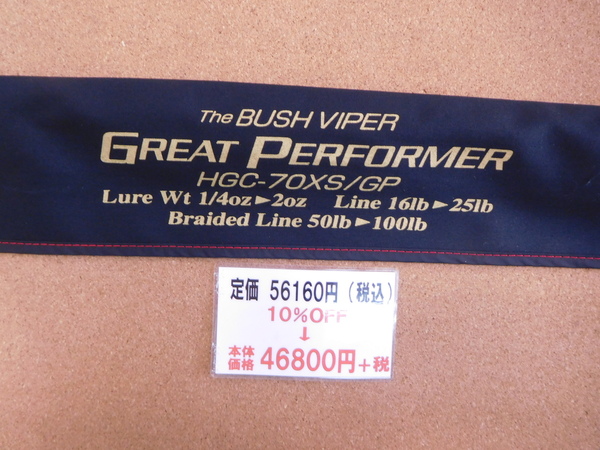 The BUSH VIPER
GREAT PERFORMER
HGC-70XS/GP
Lure Wt 1/4oz►2oz Line 16lb►25lb
Braided Line 50lb►100lb
定価 56160円(税込)
10%OFF
↓
本体価格 46800円+税